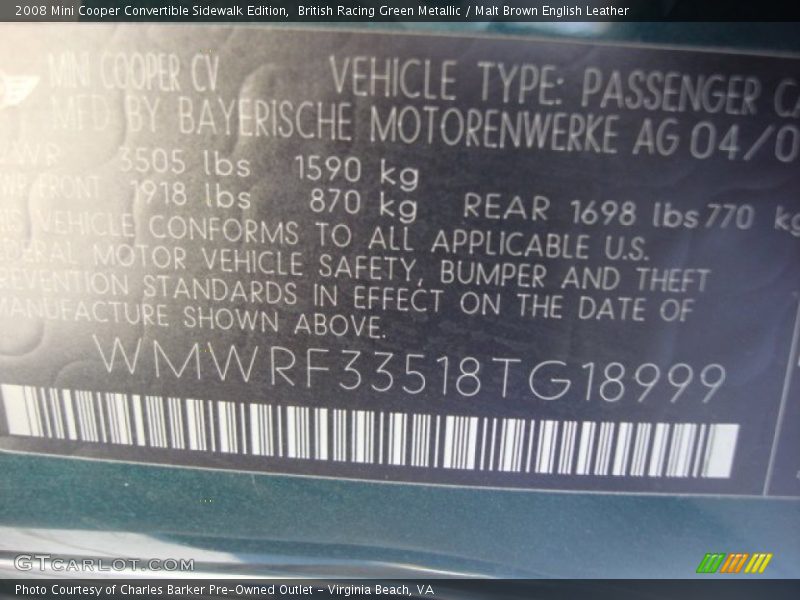 2008 Mini Cooper Convertible Sidewalk Edition,  British Racing Green Metallic / Malt Brown English Leather
MINI COOPER CV VEHICLE TYPE: PASSENGER
MFD BY BAYERISCHE MOTORENWERKE AG 04/0
3505 lbs 1590 kg
FRONT 1918 lbs 870 kg REAR 1698 lbs 770 kg
VEHICLE CONFORMS TO ALL APPLICABLE U.S.
MOTOR VEHICLE SAFETY, BUMPER AND THEFT
STANDARDS IN EFFECT ON THE DATE OF
MANUFACTURE SHOWN ABOVE.
WMWRF33518TG18999
GTCARLOT.COM
Photo Courtesy of Charles Barker Pre-Owned Outlet - Virginia Beach, VA